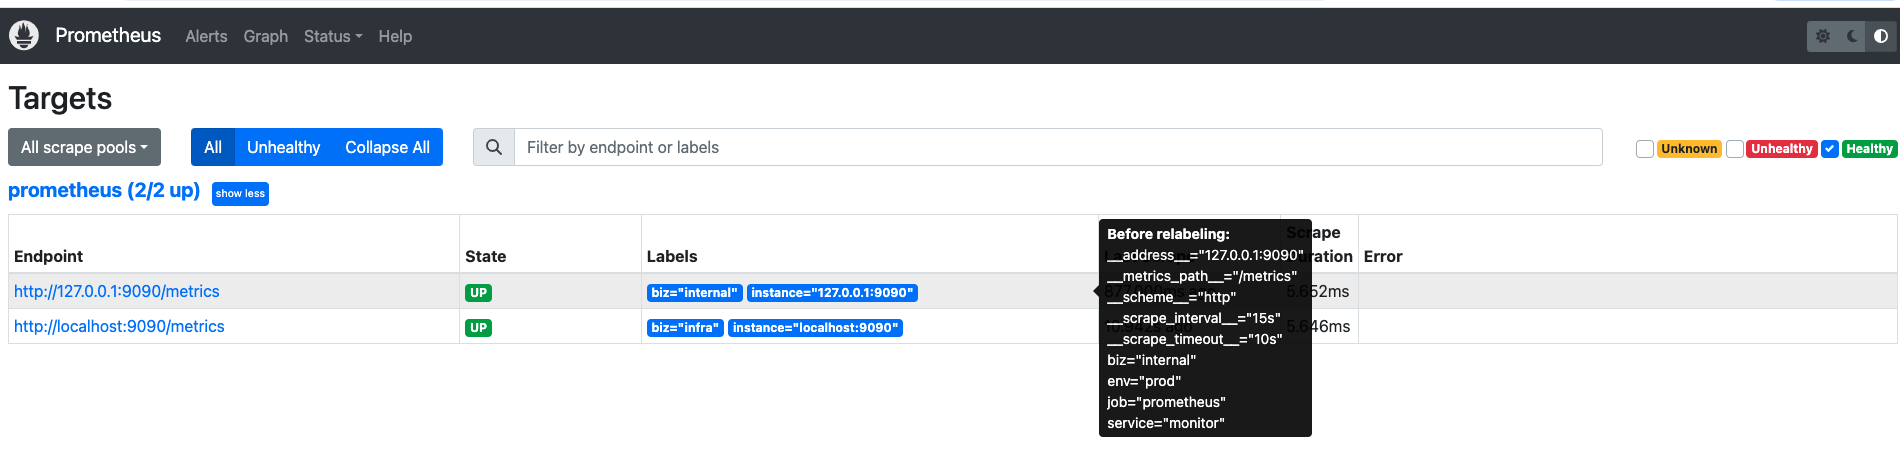 Prometheus Alerts Graph Status Help
Targets
All scrape pools All Unhealthy Collapse All Filter by endpoint or labels Unknown Unhealthy Healthy
prometheus (2/2 up) show less
Endpoint State Labels Scrape
uration Error
http://127.0.0.1:9090/metrics UP biz="internal" instance="127.0.0.1:9090" 5.652ms
http://localhost:9090/metrics UP biz="infra" instance="localhost:9090" 5.646ms
Before relabeling:
__address__="127.0.0.1:9090"
__metrics_path__="/metrics"
__scheme__="http"
__scrape_interval__="15s"
__scrape_timeout__="10s"
biz="internal"
env="prod"
job="prometheus"
service="monitor"